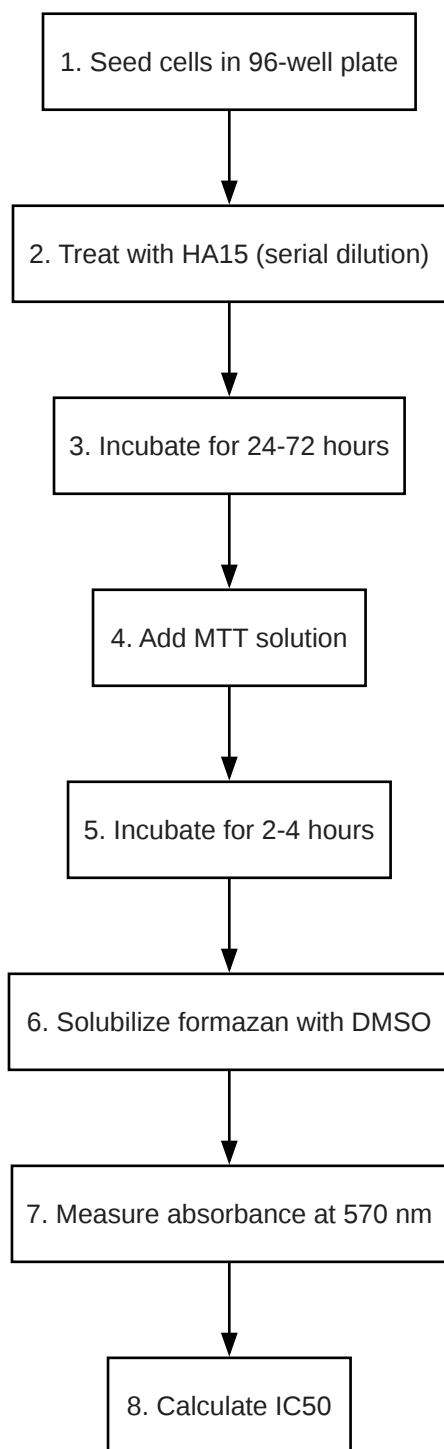 1. Seed cells in 96-well plate
2. Treat with HA15 (serial dilution)
3. Incubate for 24-72 hours
4. Add MTT solution
5. Incubate for 2-4 hours
6. Solubilize formazan with DMSO
7. Measure absorbance at 570 nm
8. Calculate IC50